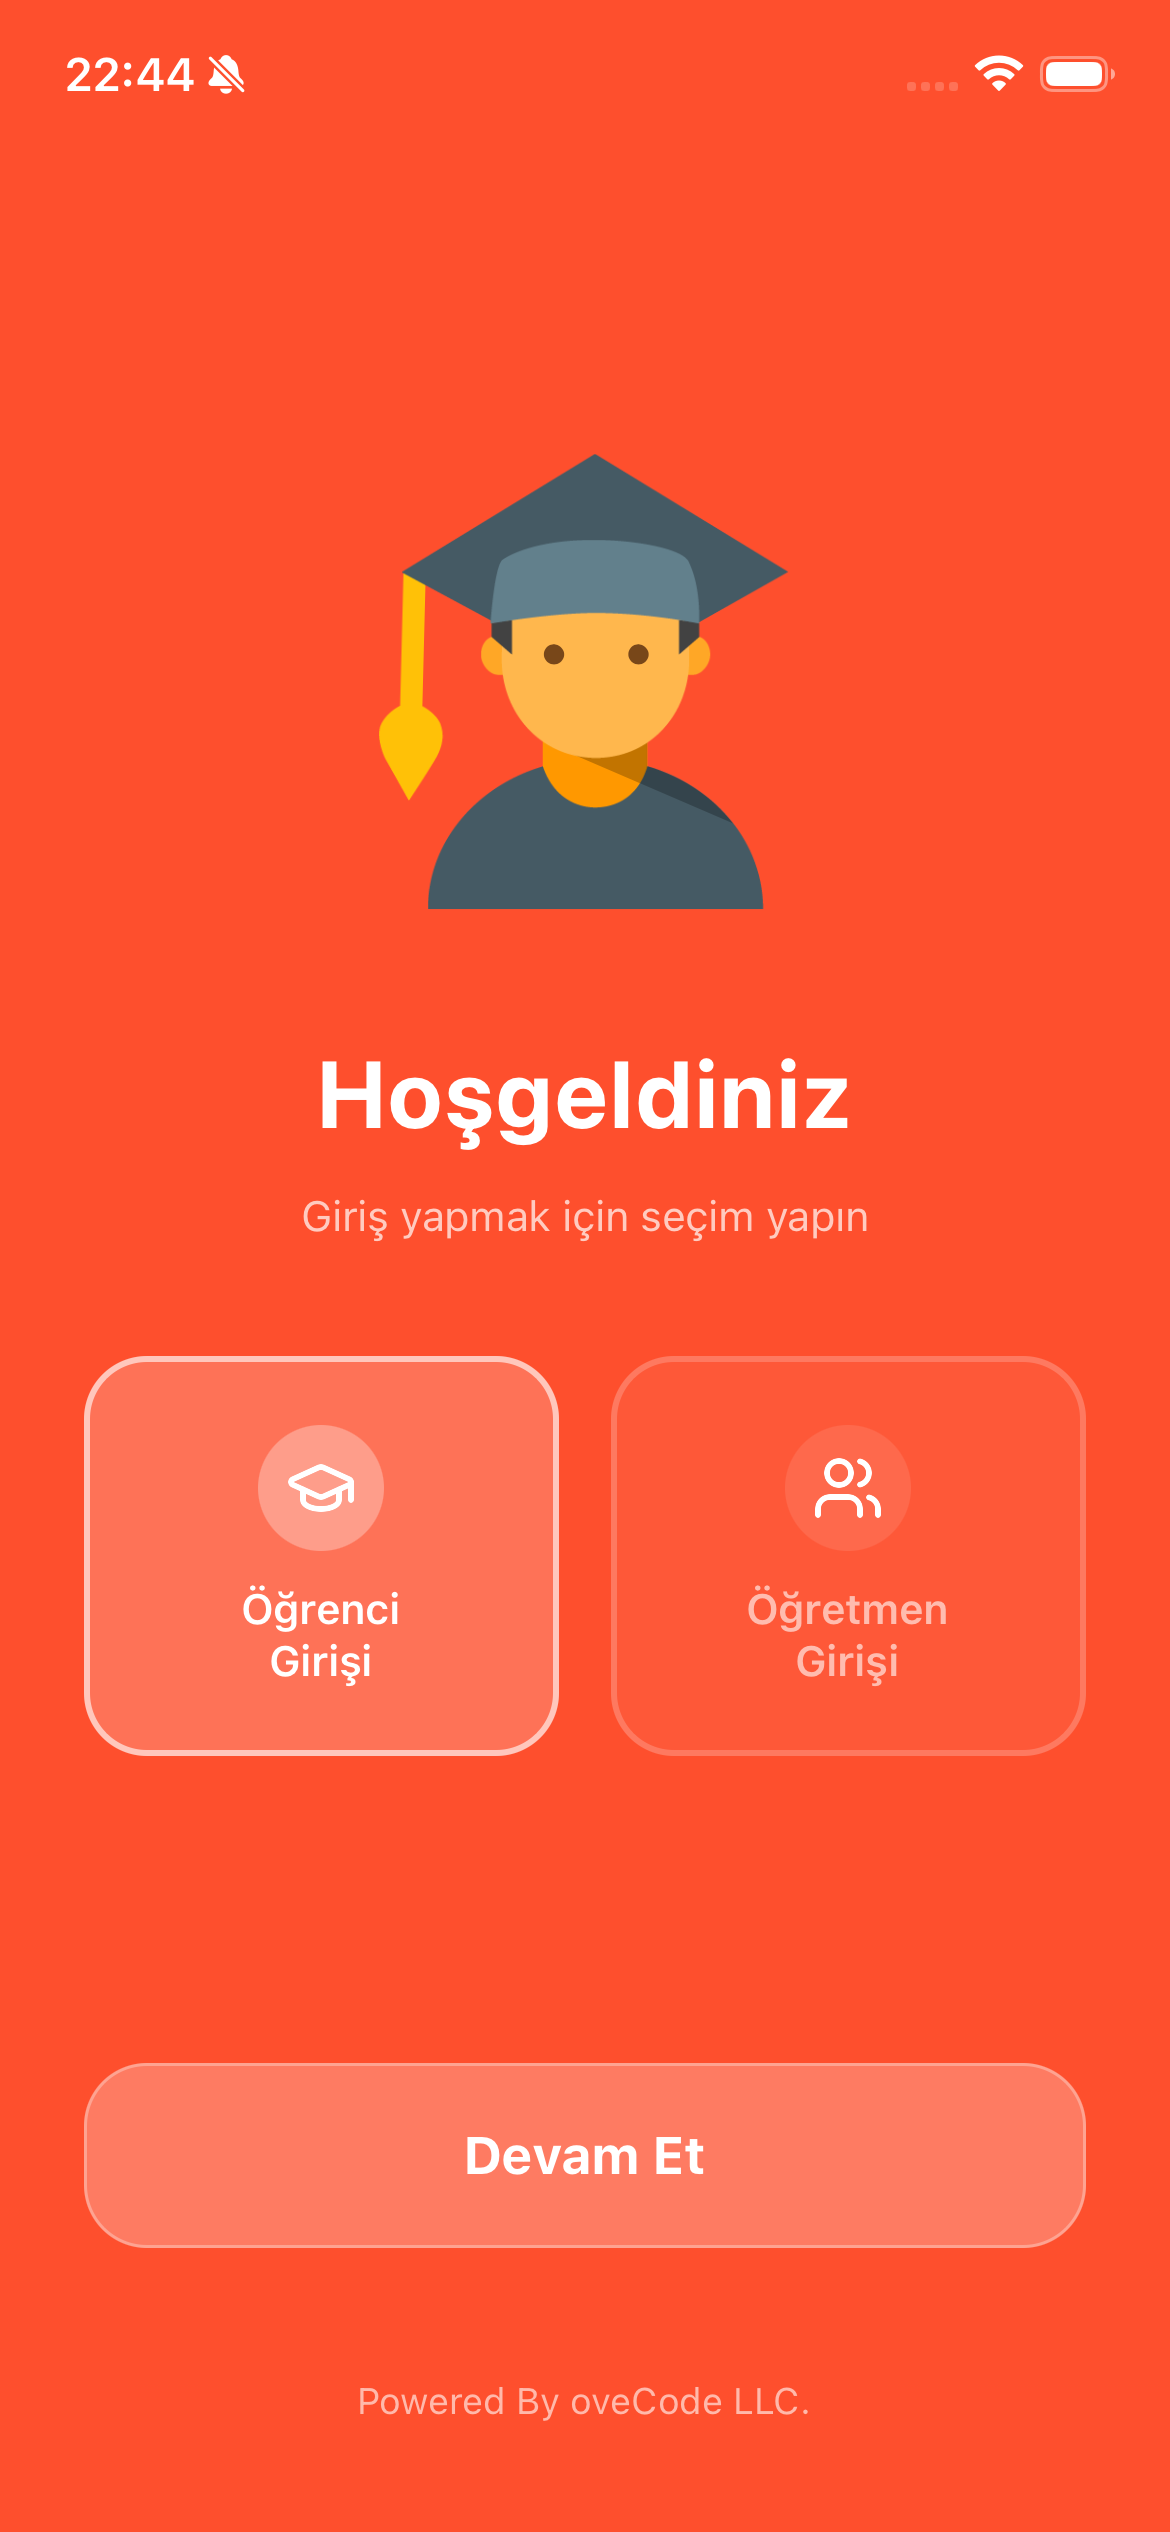 22:44
Hoşgeldiniz
Giriş yapmak için seçim yapın
Öğrenci
Girişi
Öğretmen
Girişi
Devam Et
Powered By oveCode LLC.